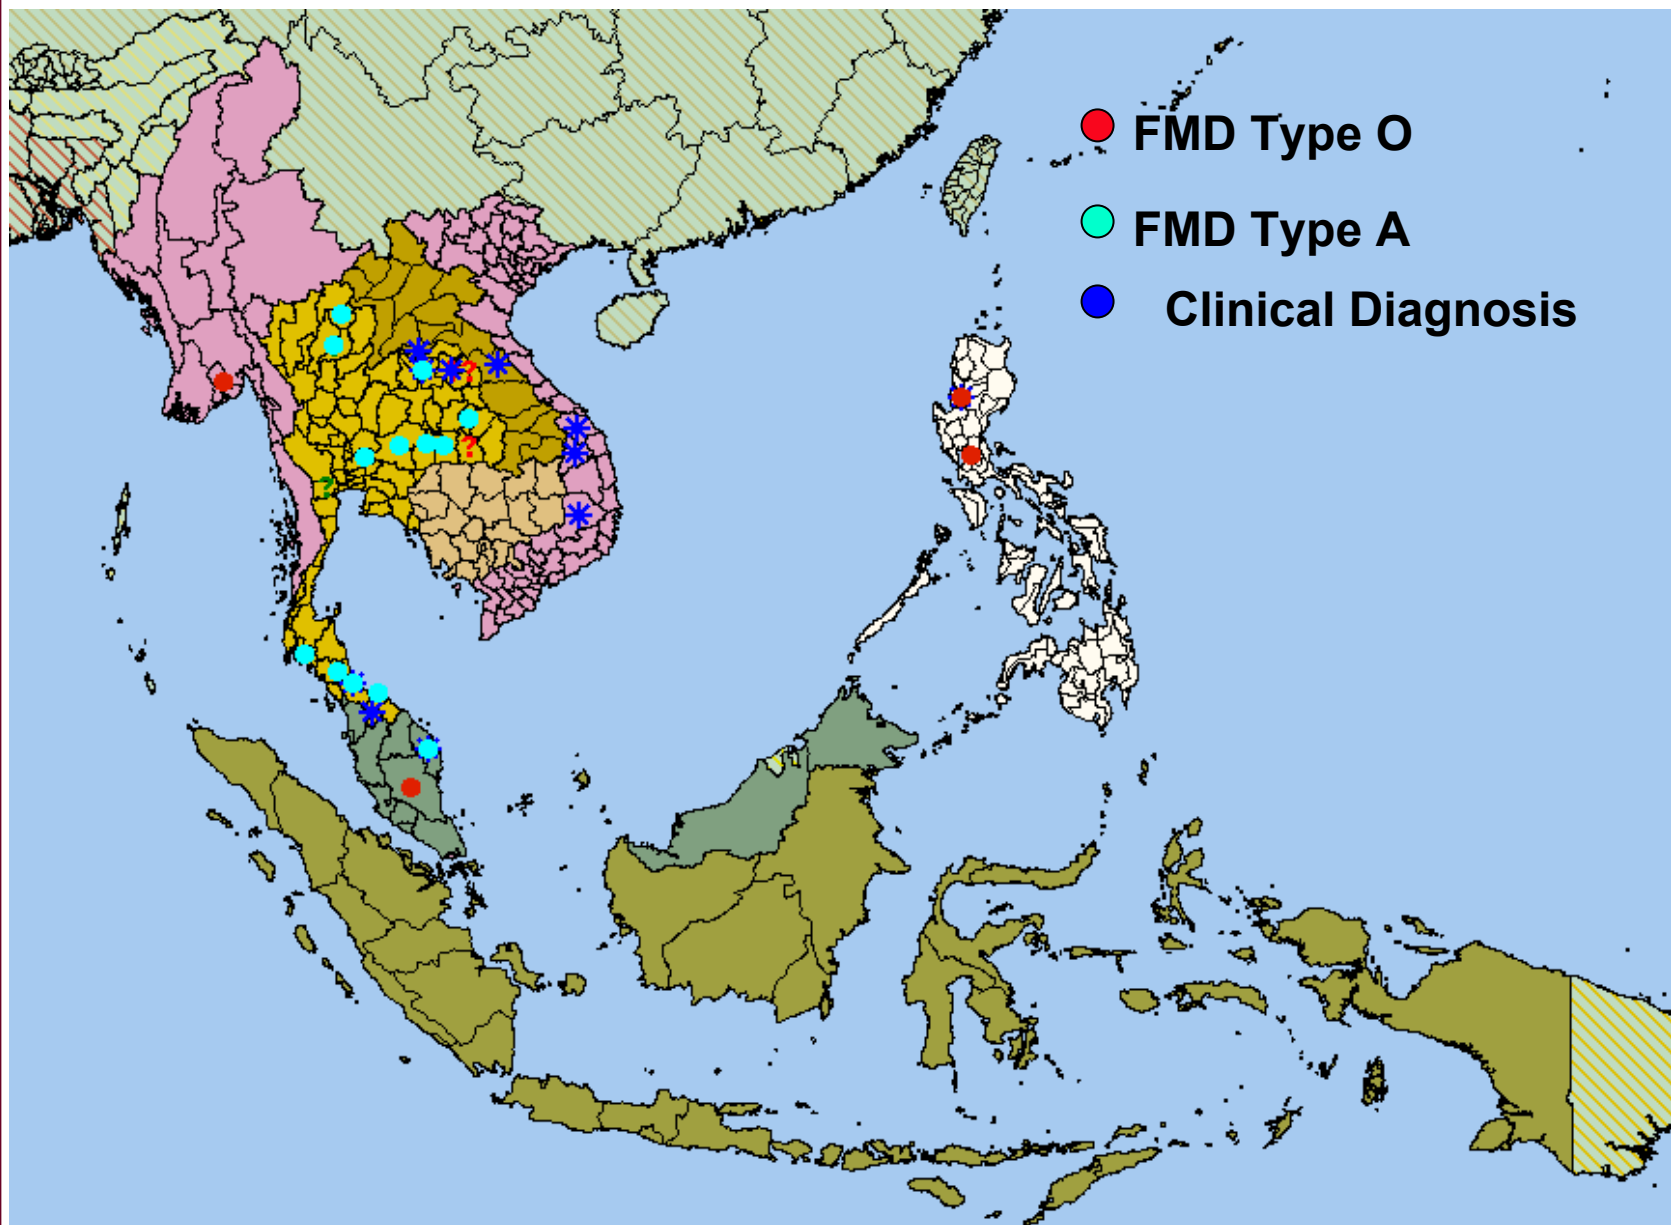 FMD Type O
FMD Type A
Clinical Diagnosis
?
?
?